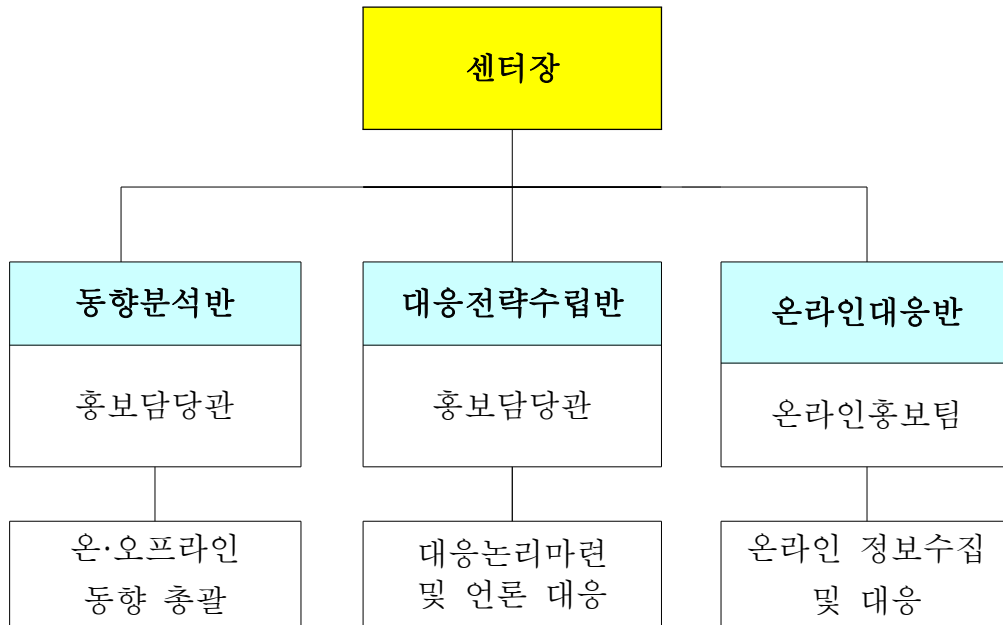 센터장
동향분석반
홍보담당관
온·오프라인
동향 총괄
대응전략수립반
홍보담당관
대응논리마련
및 언론 대응
온라인대응반
온라인홍보팀
온라인 정보수집
및 대응